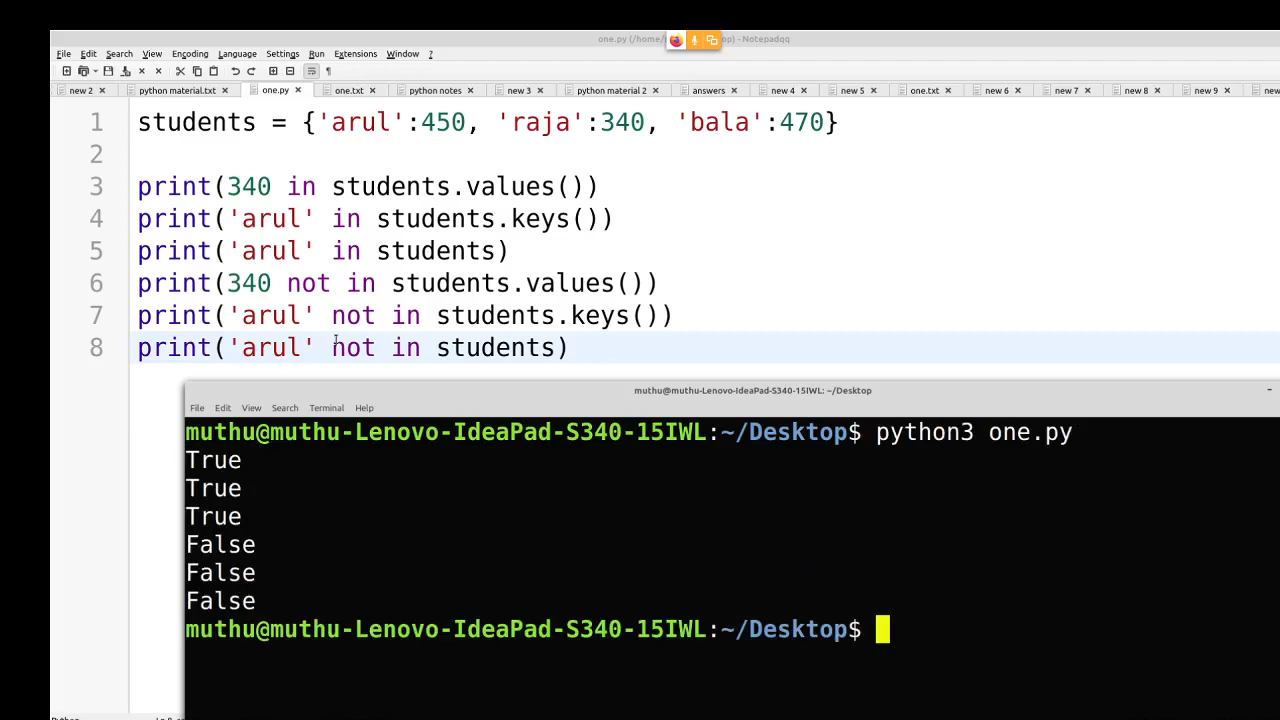 one.py (/home/ top) - Notepadqq
File Edit Search View Encoding Language Settings Run Extensions Window ?
new 2 python material.txt one.py one.txt python notes new 3 python material 2 answers new 4 new 5 one.txt new 6 new 7 new 8 new 9 new
1 students = {'arul':450, 'raja':340, 'bala':470}
2
3 print(340 in students.values())
4 print('arul' in students.keys())
5 print('arul' in students)
6 print(340 not in students.values())
7 print('arul' not in students.keys())
8 print('arul' not in students)
muthu@muthu-Lenovo-IdeaPad-S340-15IWL: ~/Desktop
File Edit View Search Terminal Help
muthu@muthu-Lenovo-IdeaPad-S340-15IWL:~/Desktop$ python3 one.py
True
True
True
False
False
False
muthu@muthu-Lenovo-IdeaPad-S340-15IWL:~/Desktop$